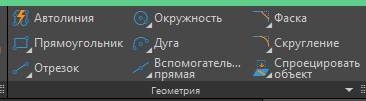 Автолиния
Окружность
Фаска
Прямоугольник
Дуга
Скругление
Отрезок
Вспомогатель...
прямая
Спроецировать
объект
Геометрия